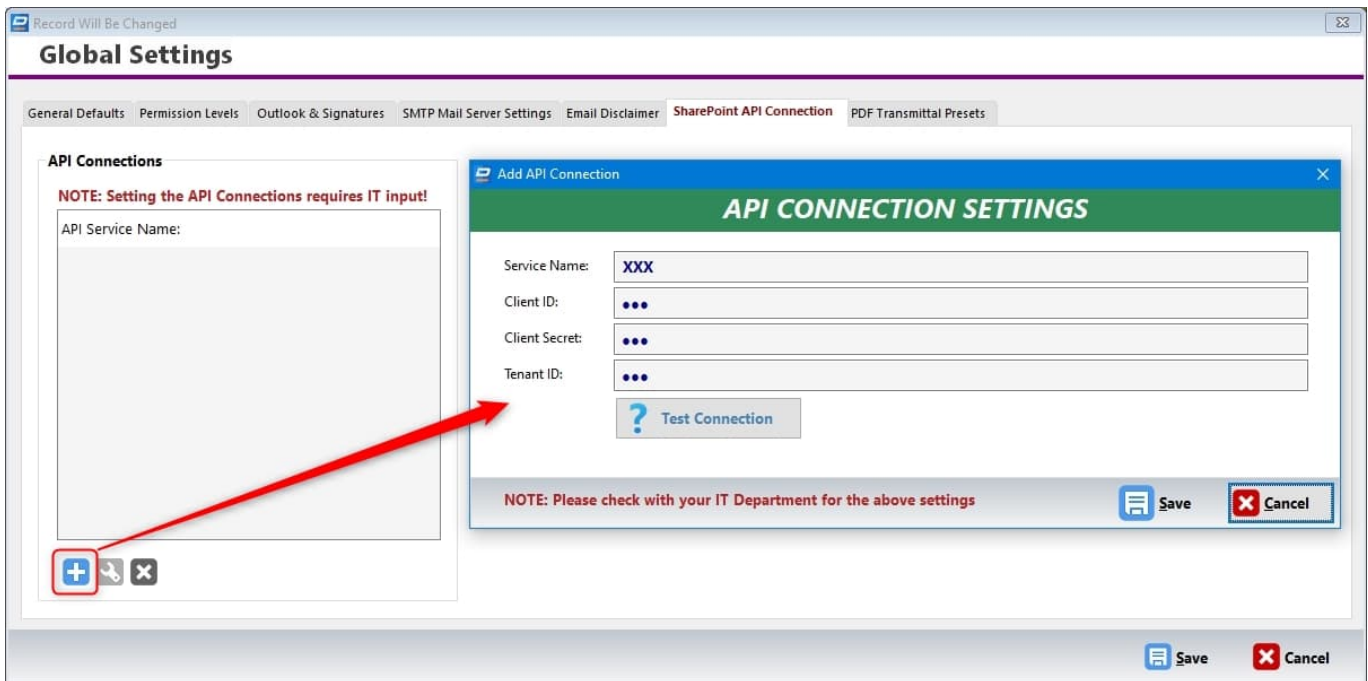 Record Will Be Changed
Global Settings
General Defaults Permission Levels Outlook & Signatures SMTP Mail Server Settings Email Disclaimer SharePoint API Connection PDF Transmittal Presets
API Connections
NOTE: Setting the API Connections requires IT input!
API Service Name:
Add API Connection
API CONNECTION SETTINGS
Service Name: XXX
Client ID: •••
Client Secret: •••
Tenant ID: •••
? Test Connection
NOTE: Please check with your IT Department for the above settings
Save Cancel
Save Cancel